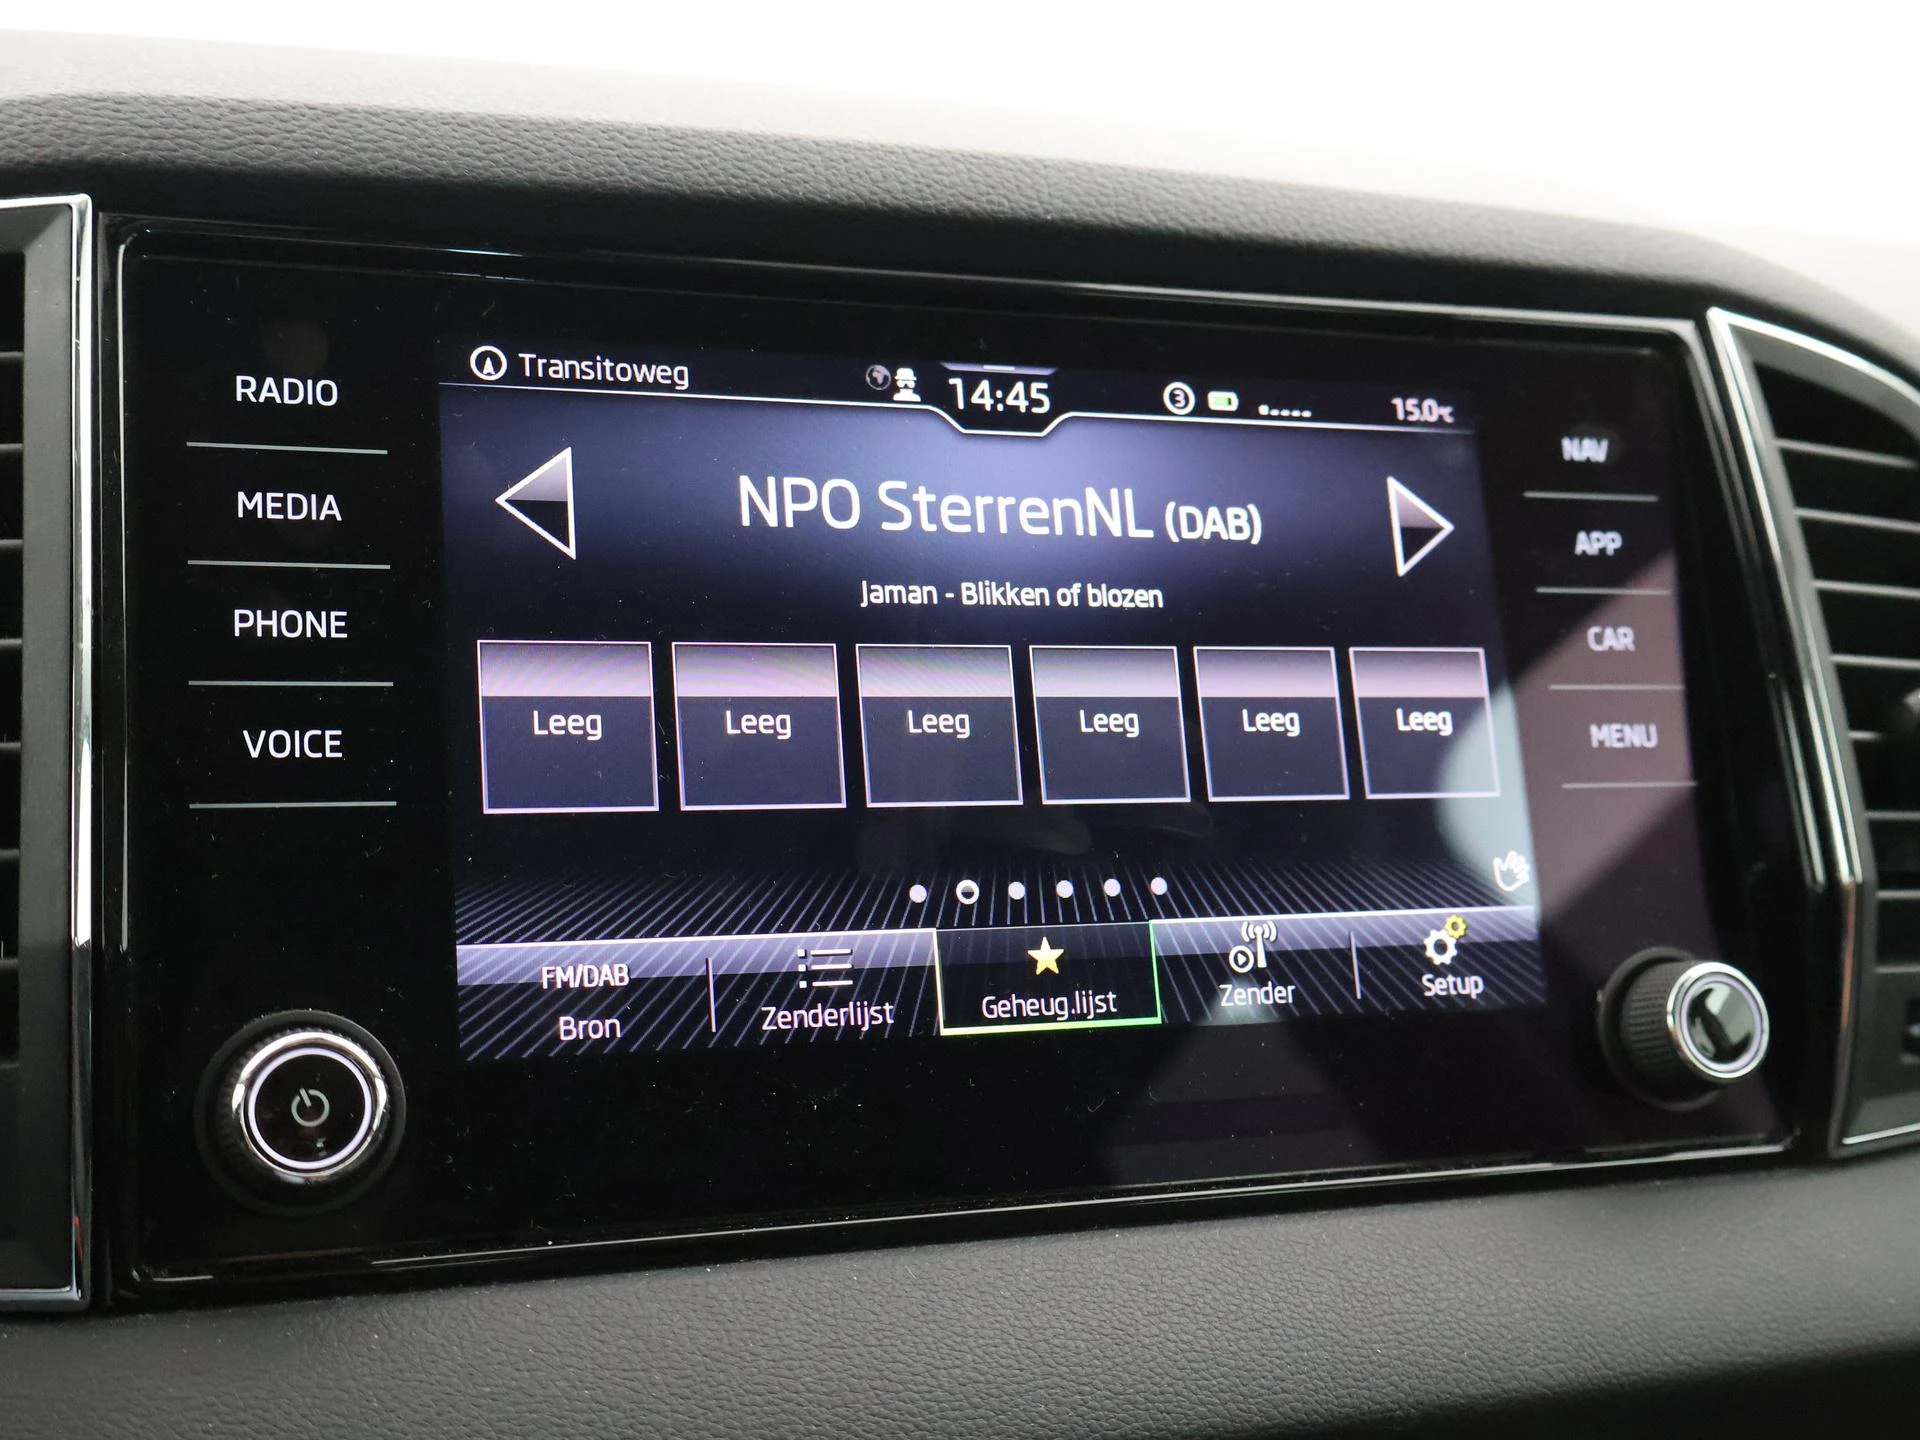 Transitoweg
14:45
3
15.0°C
RADIO
MEDIA
PHONE
VOICE
NAV
APP
CAR
MENU
NPO SterrenNL (DAB)
Jaman - Blikken of blozen
Leeg Leeg Leeg Leeg Leeg Leeg
FM/DAB
Bron Zenderlijst Geheug.lijst Zender Setup